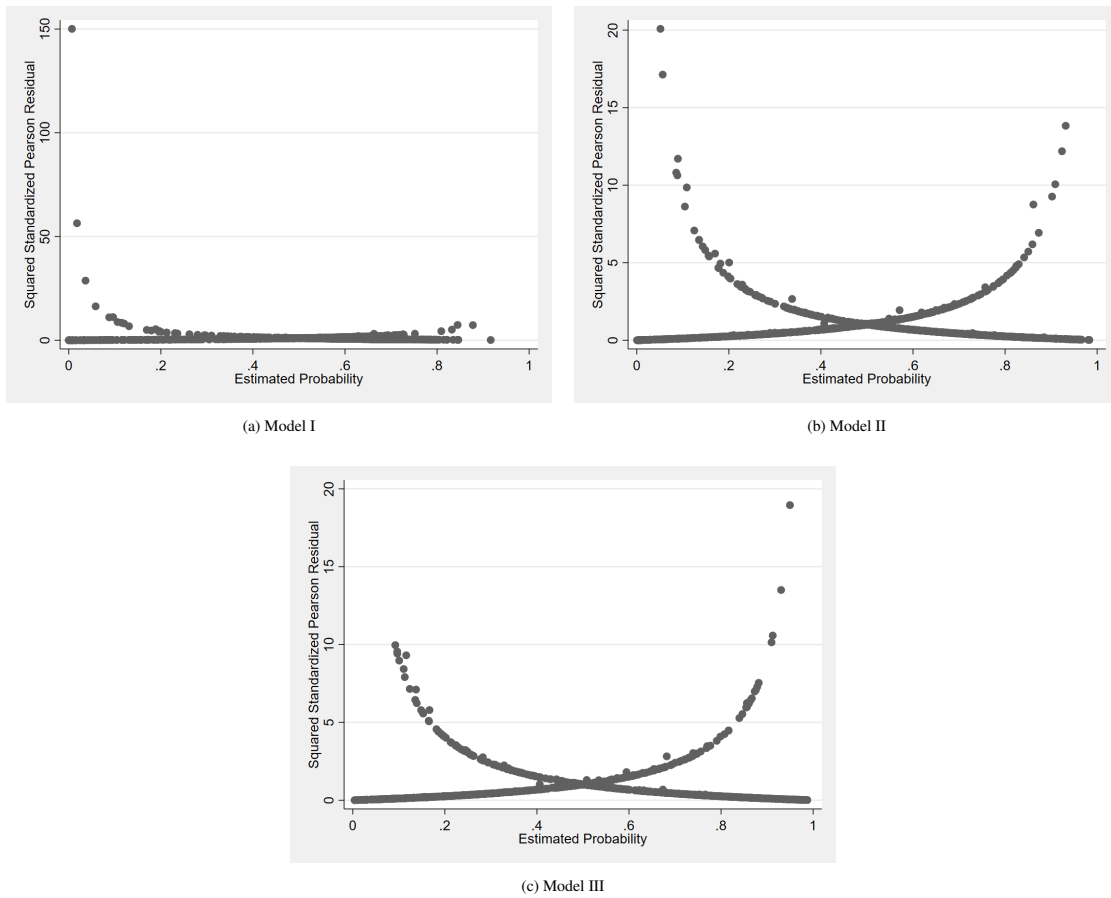 Squared Standardized Pearson Residual
150
100
50
0
0 .2 .4 .6 .8 1
Estimated Probability
(a) Model I
Squared Standardized Pearson Residual
20
15
10
5
0
0 .2 .4 .6 .8 1
Estimated Probability
(b) Model II
Squared Standardized Pearson Residual
20
15
10
5
0
0 .2 .4 .6 .8 1
Estimated Probability
(c) Model III